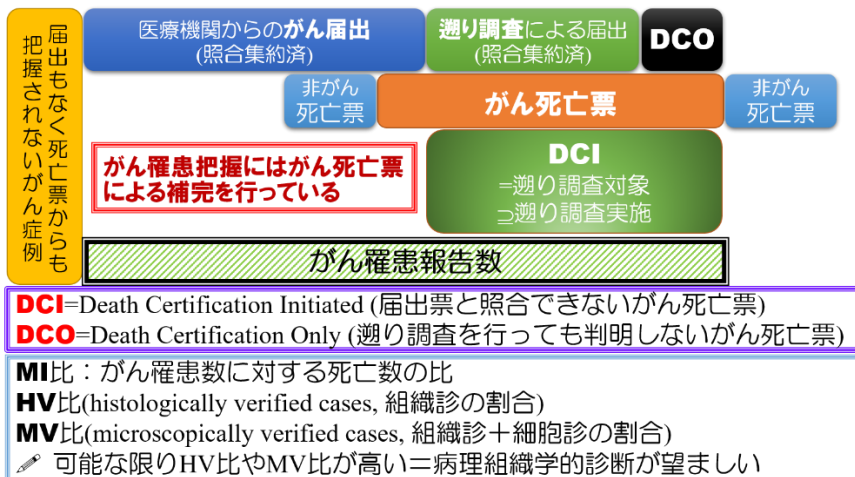 届出もなく死亡票からも
把握されないがん症例
医療機関からのがん届出
(照合集約済)
遡り調査による届出
(照合集約済)
DCO
非がん
死亡票
がん死亡票
非がん
死亡票
がん罹患把握にはがん死亡票
による補完を行っている
DCI
=遡り調査対象
⊇遡り調査実施
がん罹患報告数
DCI=Death Certification Initiated (届出票と照合できないがん死亡票)
DCO=Death Certification Only (遡り調査を行っても判明しないがん死亡票)
MI比：がん罹患数に対する死亡数の比
HV比(histologically verified cases, 組織診の割合)
MV比(microscopically verified cases, 組織診＋細胞診の割合)
可能な限りHV比やMV比が高い＝病理組織学的診断が望ましい